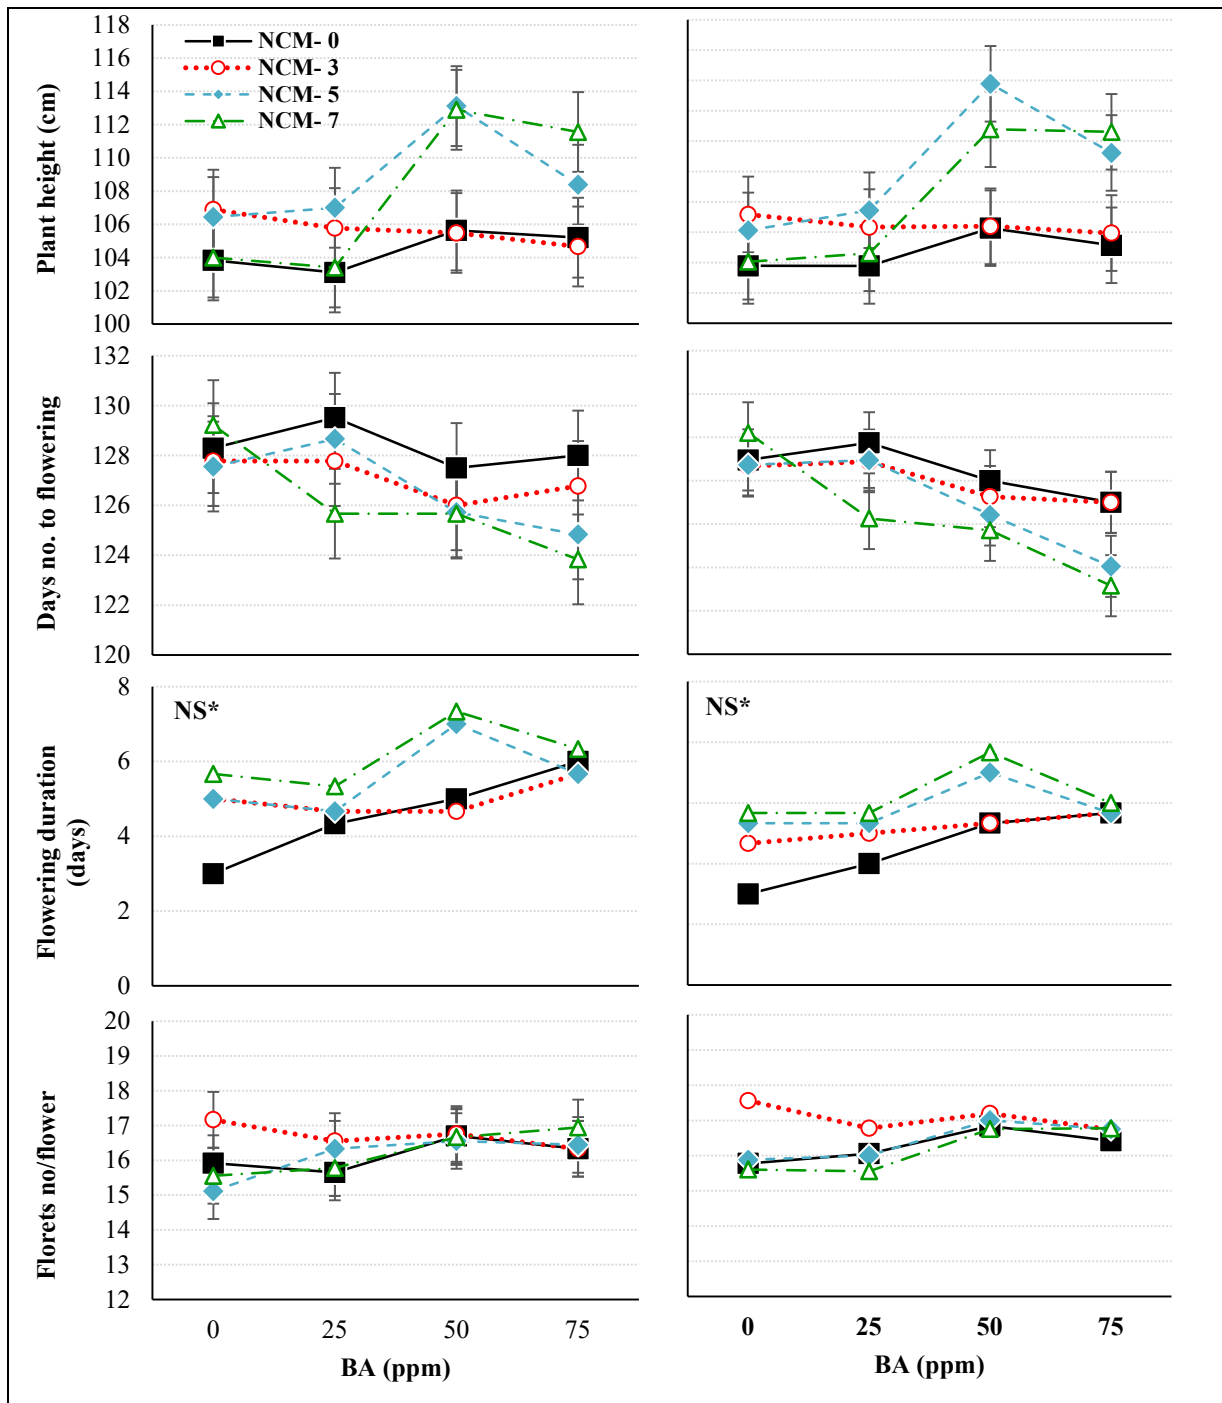 Plant height (cm)
118
116
114
112
110
108
106
104
102
100
NCM- 0
NCM- 3
NCM- 5
NCM- 7
Days no. to flowering
132
130
128
126
124
122
120
Flowering duration
(days)
8
6
4
2
0
NS*
NS*
Florets no/flower
20
19
18
17
16
15
14
13
12
0 25 50 75
BA (ppm)
0 25 50 75
BA (ppm)